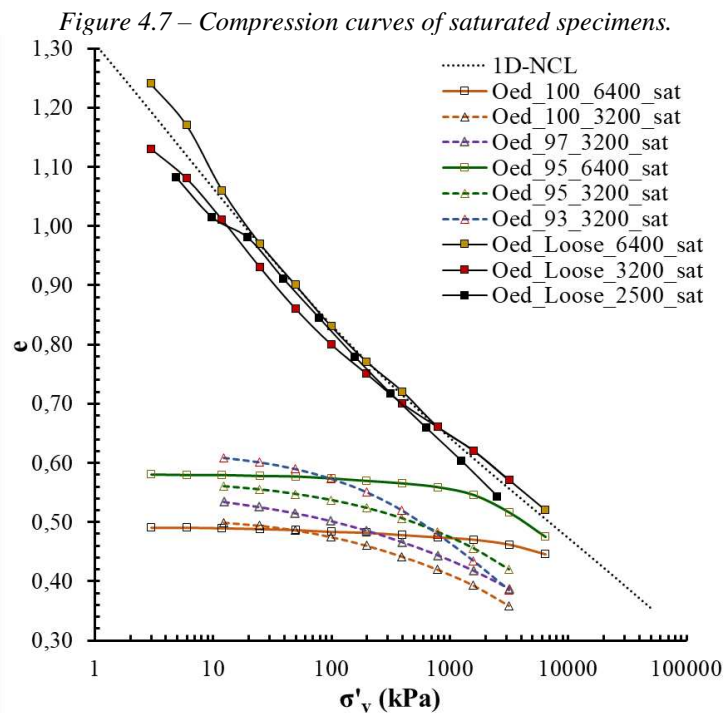 Figure 4.7 – Compression curves of saturated specimens.
1,30
1,20
1,10
1,00
0,90
0,80
0,70
0,60
0,50
0,40
0,30
e
1D-NCL
Oed_100_6400_sat
Oed_100_3200_sat
Oed_97_3200_sat
Oed_95_6400_sat
Oed_95_3200_sat
Oed_93_3200_sat
Oed_Loose_6400_sat
Oed_Loose_3200_sat
Oed_Loose_2500_sat
1 10 100 1000 10000 100000
σ'v (kPa)